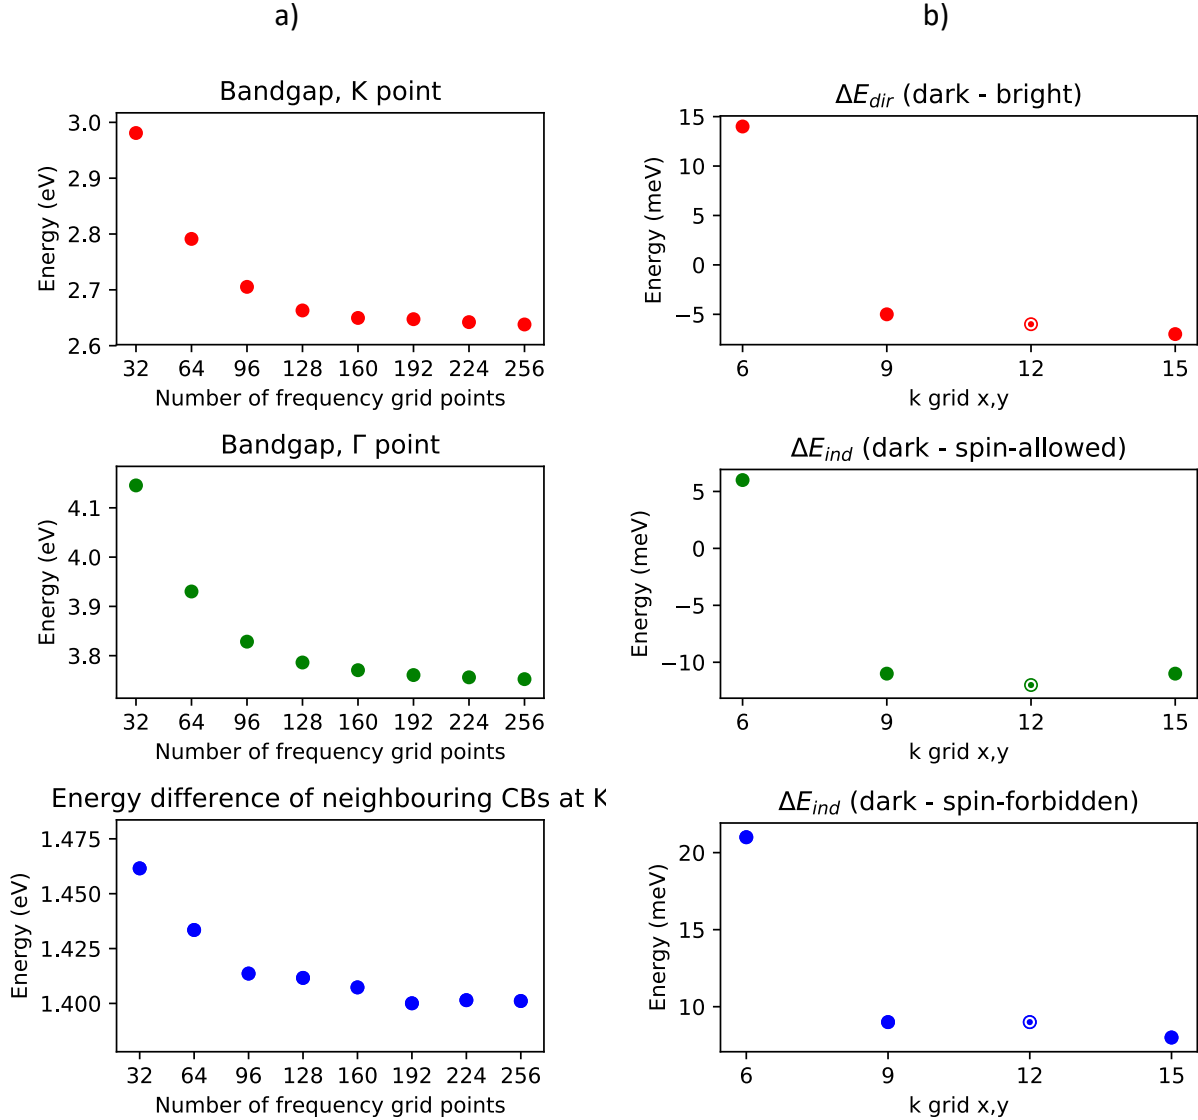 a)
Bandgap, K point
Energy (eV)
3.0
2.9
2.8
2.7
2.6
32 64 96 128 160 192 224 256
Number of frequency grid points
Bandgap, Γ point
Energy (eV)
4.1
4.0
3.9
3.8
32 64 96 128 160 192 224 256
Number of frequency grid points
Energy difference of neighbouring CBs at K
Energy (eV)
1.475
1.450
1.425
1.400
32 64 96 128 160 192 224 256
Number of frequency grid points
b)
ΔE_dir (dark - bright)
Energy (meV)
15
10
5
0
−5
6 9 12 15
k grid x,y
ΔE_ind (dark - spin-allowed)
Energy (meV)
5
0
−5
−10
6 9 12 15
k grid x,y
ΔE_ind (dark - spin-forbidden)
Energy (meV)
20
15
10
6 9 12 15
k grid x,y